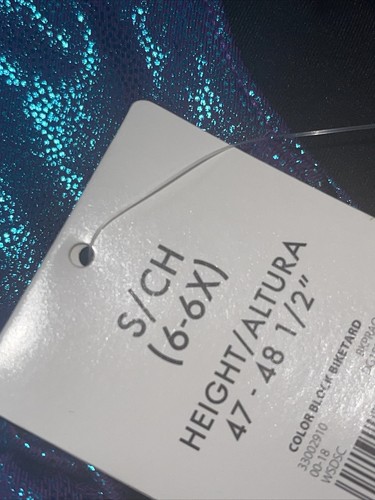 S/CH
(6-6X)
HEIGHT/ALTURA
47 - 48 1/2"
COLOR BLOCK BIKETARD
33002910
00-18
WSDSC